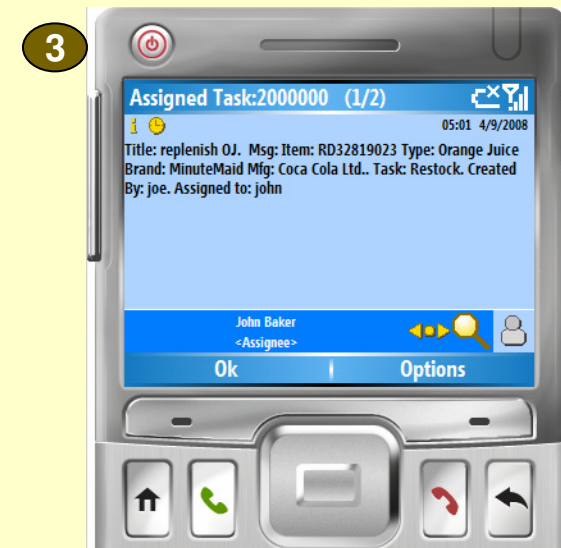 3
Assigned Task:2000000 (1/2)
05:01 4/9/2008
Title: replenish OJ. Msg: Item: RD32819023 Type: Orange Juice
Brand: MinuteMaid Mfg: Coca Cola Ltd.. Task: Restock. Created
By: joe. Assigned to: john
John Baker
<Assignee>
Ok Options